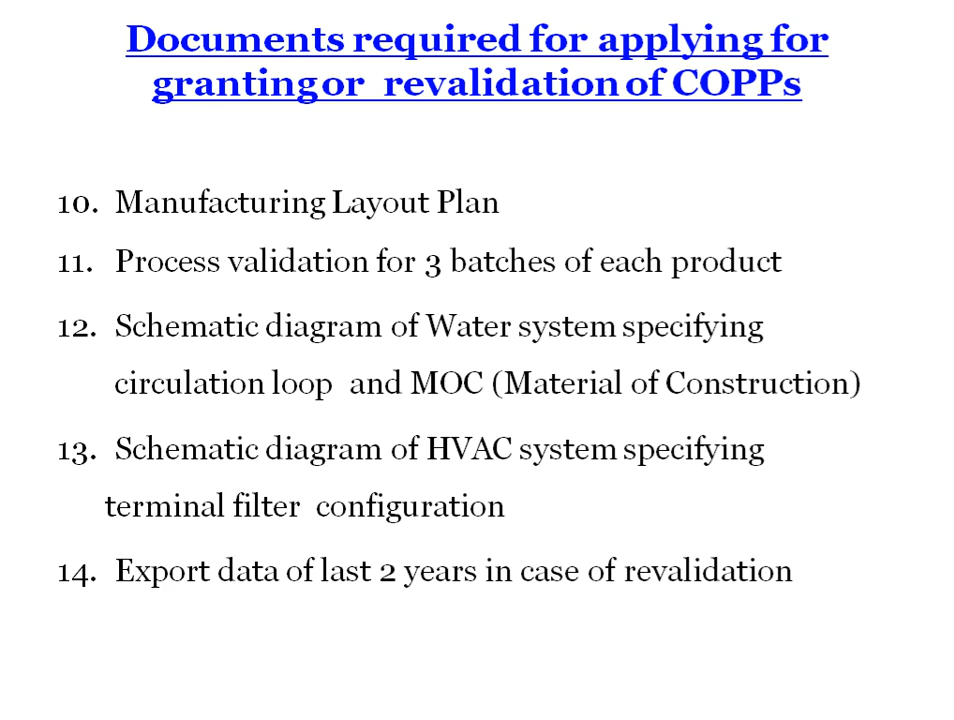 Documents required for applying for
granting or revalidation of COPPs
10. Manufacturing Layout Plan
11. Process validation for 3 batches of each product
12. Schematic diagram of Water system specifying
circulation loop and MOC (Material of Construction)
13. Schematic diagram of HVAC system specifying
terminal filter configuration
14. Export data of last 2 years in case of revalidation